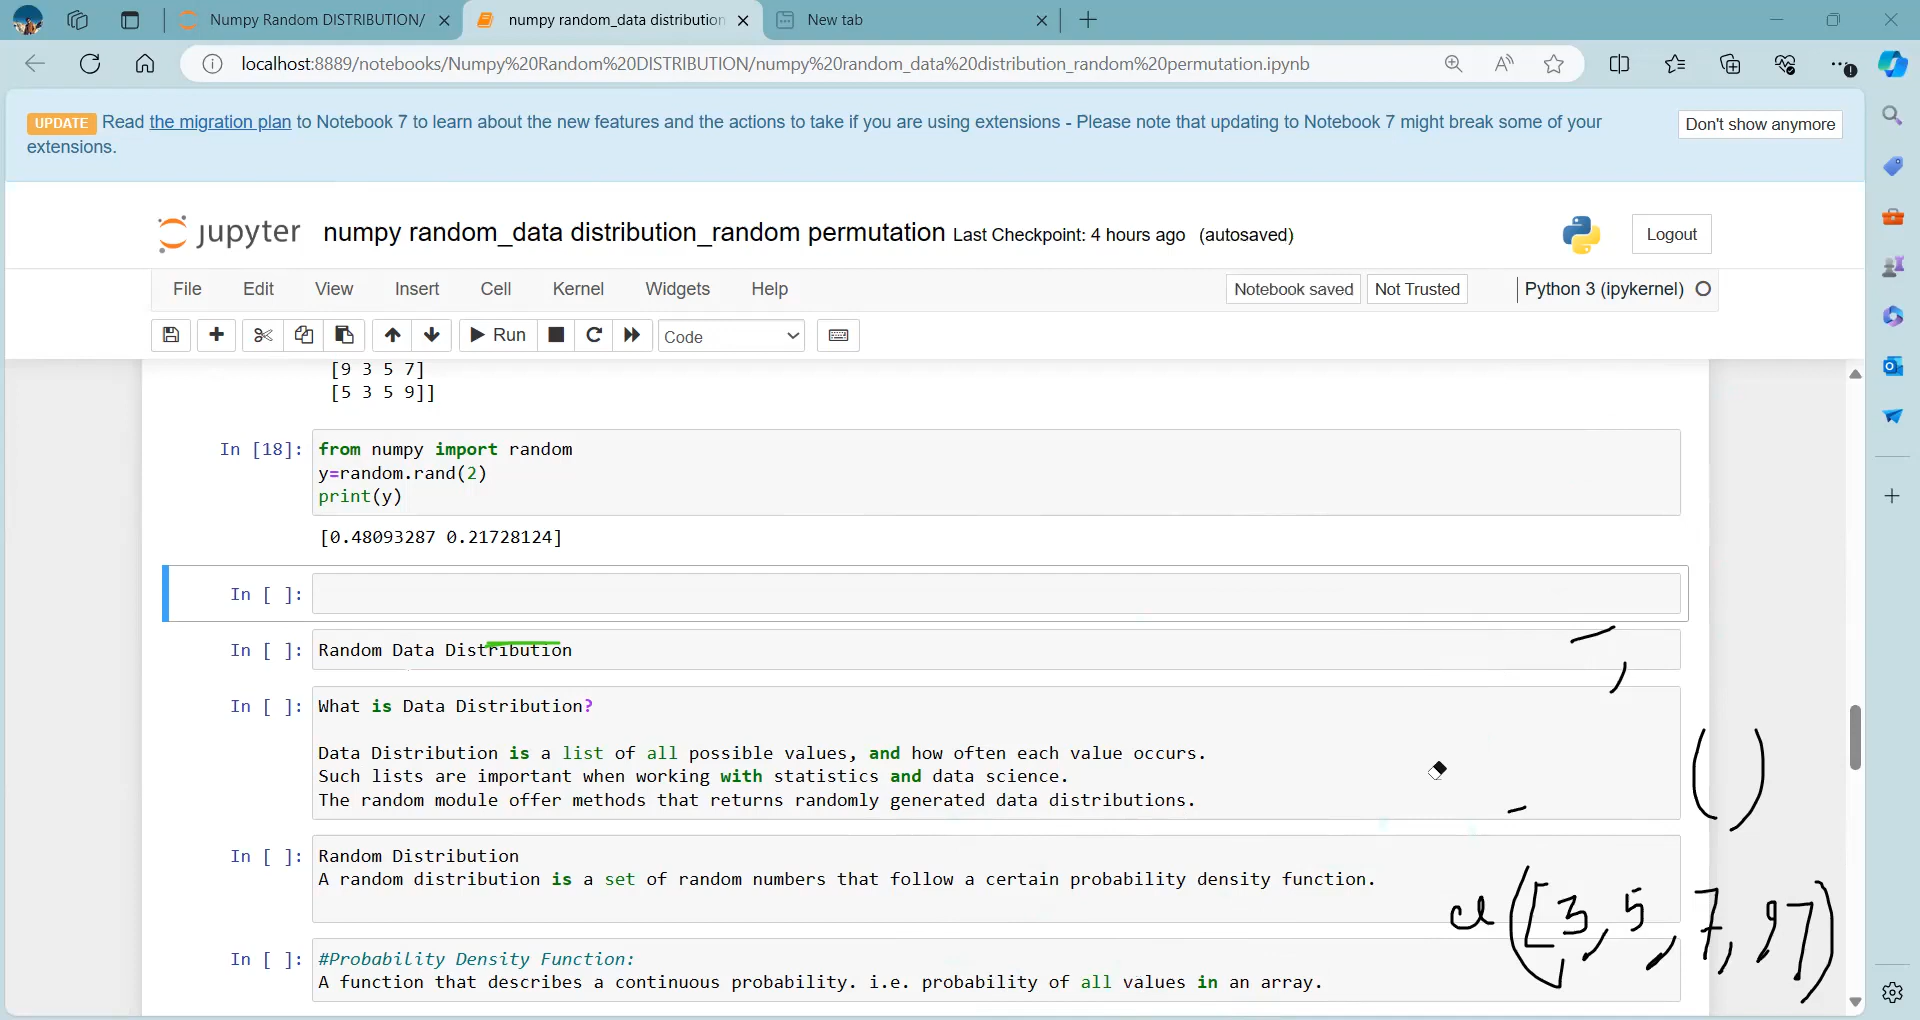 Numpy Random DISTRIBUTION/
numpy random_data distribution
New tab
localhost:8889/notebooks/Numpy%20Random%20DISTRIBUTION/numpy%20random_data%20distribution_random%20permutation.ipynb
UPDATE Read the migration plan to Notebook 7 to learn about the new features and the actions to take if you are using extensions - Please note that updating to Notebook 7 might break some of your
extensions.
Don't show anymore
jupyter numpy random_data distribution_random permutation Last Checkpoint: 4 hours ago (autosaved)
Logout
File Edit View Insert Cell Kernel Widgets Help
Notebook saved Not Trusted Python 3 (ipykernel)
Run Code
[9 3 5 7]
[5 3 5 9]]
In [18]: from numpy import random
y=random.rand(2)
print(y)
[0.48093287 0.21728124]
In [ ]:
In [ ]: Random Data Distribution
In [ ]: What is Data Distribution?
Data Distribution is a list of all possible values, and how often each value occurs.
Such lists are important when working with statistics and data science.
The random module offer methods that returns randomly generated data distributions.
( )
In [ ]: Random Distribution
A random distribution is a set of random numbers that follow a certain probability density function.
([3, 5, 7, 9])
In [ ]: #Probability Density Function:
A function that describes a continuous probability. i.e. probability of all values in an array.